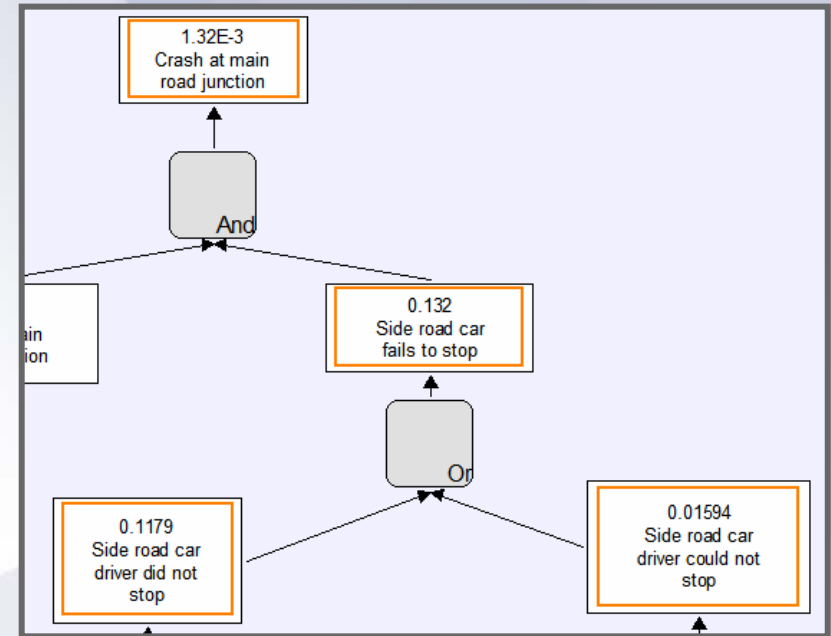 1.32E-3
Crash at main
road junction
And
0.132
Side road car
fails to stop
Or
0.1179
Side road car
driver did not
stop
0.01594
Side road car
driver could not
stop